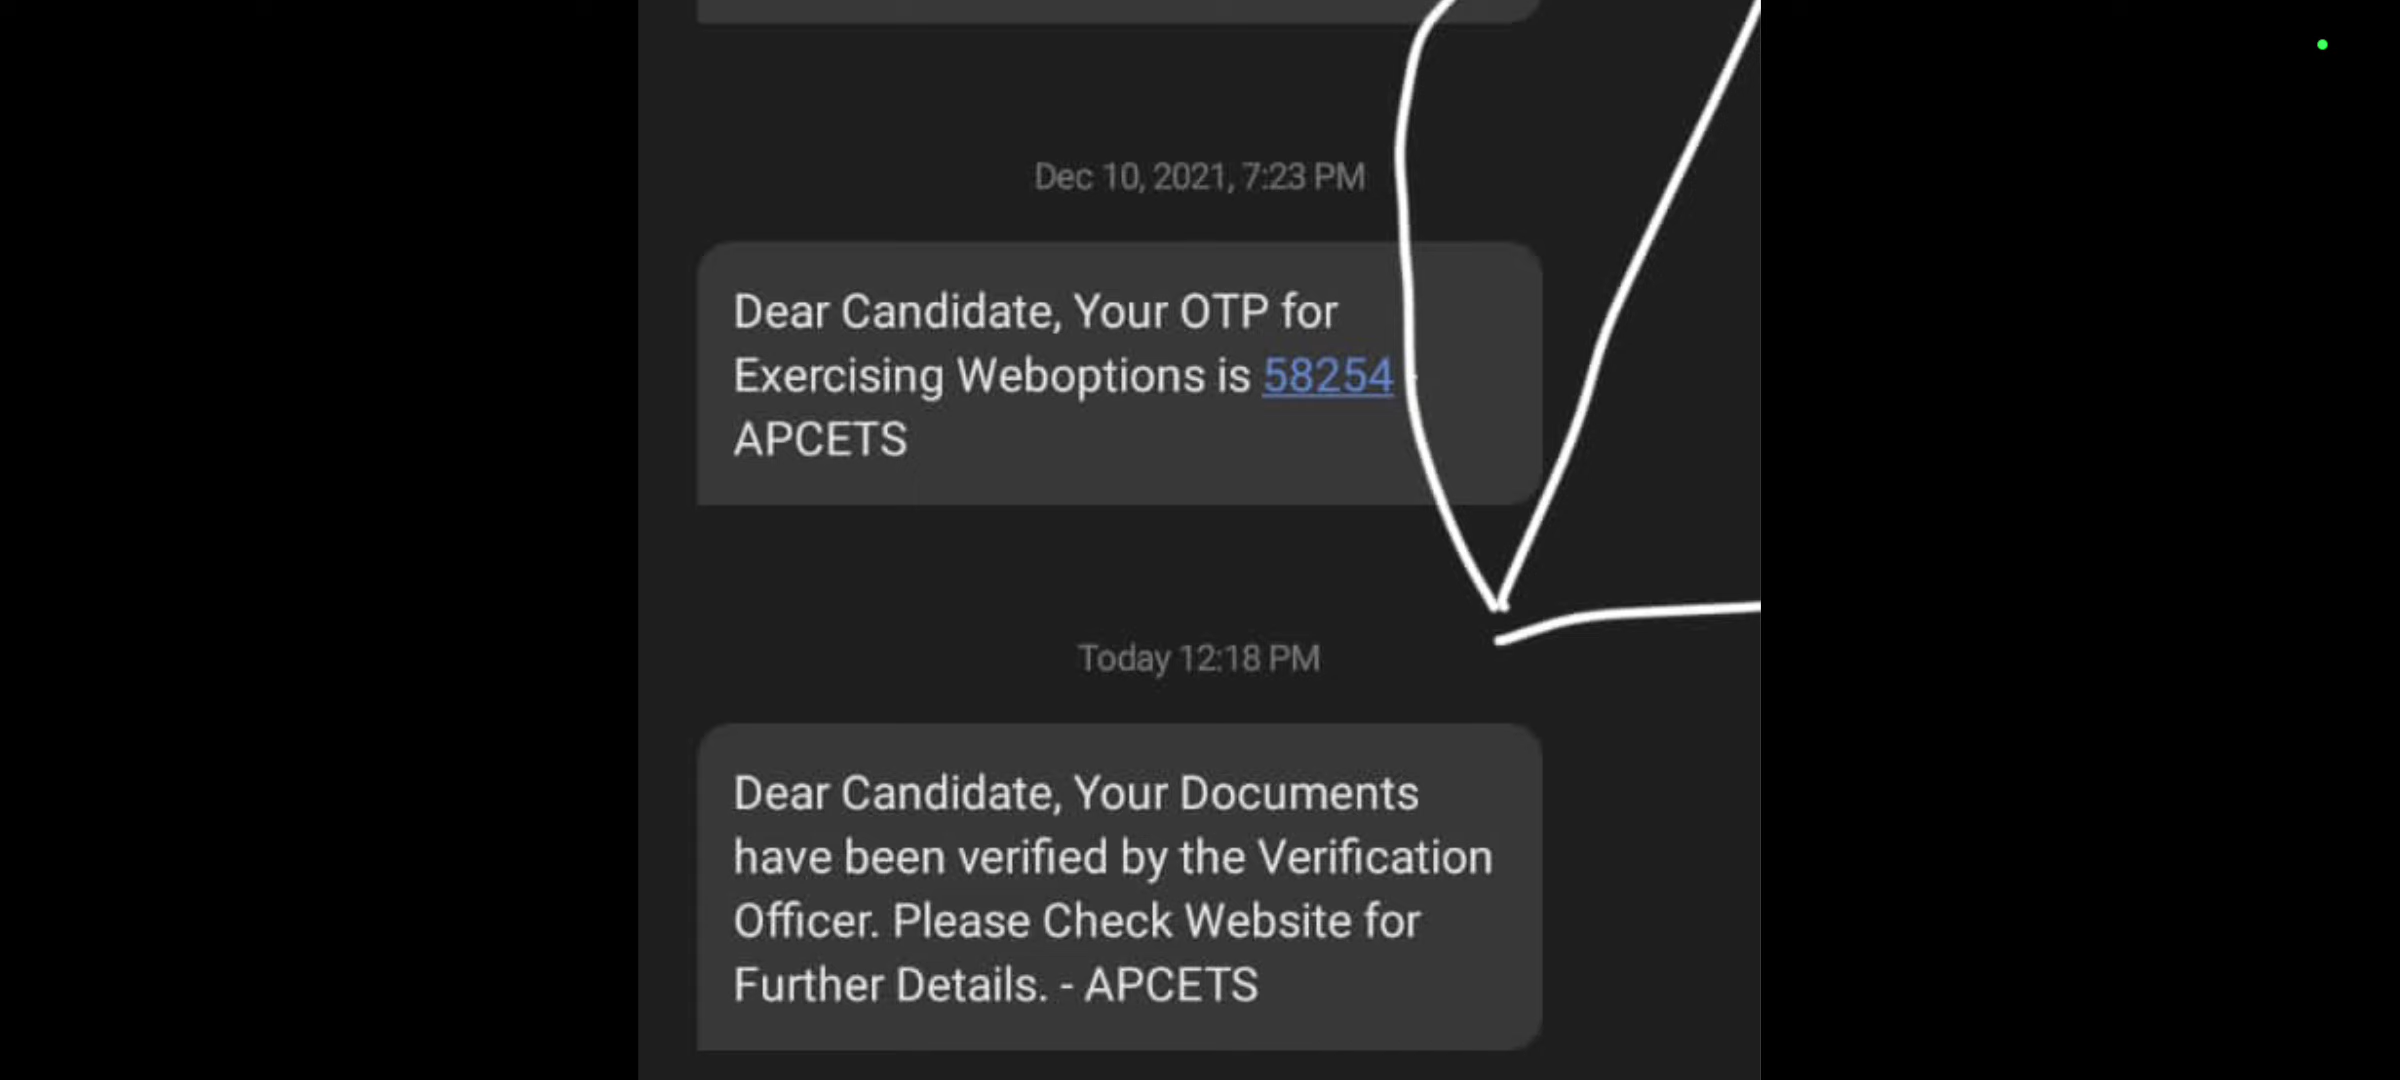 Dec 10, 2021, 7:23 PM
Dear Candidate, Your OTP for
Exercising Weboptions is 58254
APCETS
Today 12:18 PM
Dear Candidate, Your Documents
have been verified by the Verification
Officer. Please Check Website for
Further Details. - APCETS